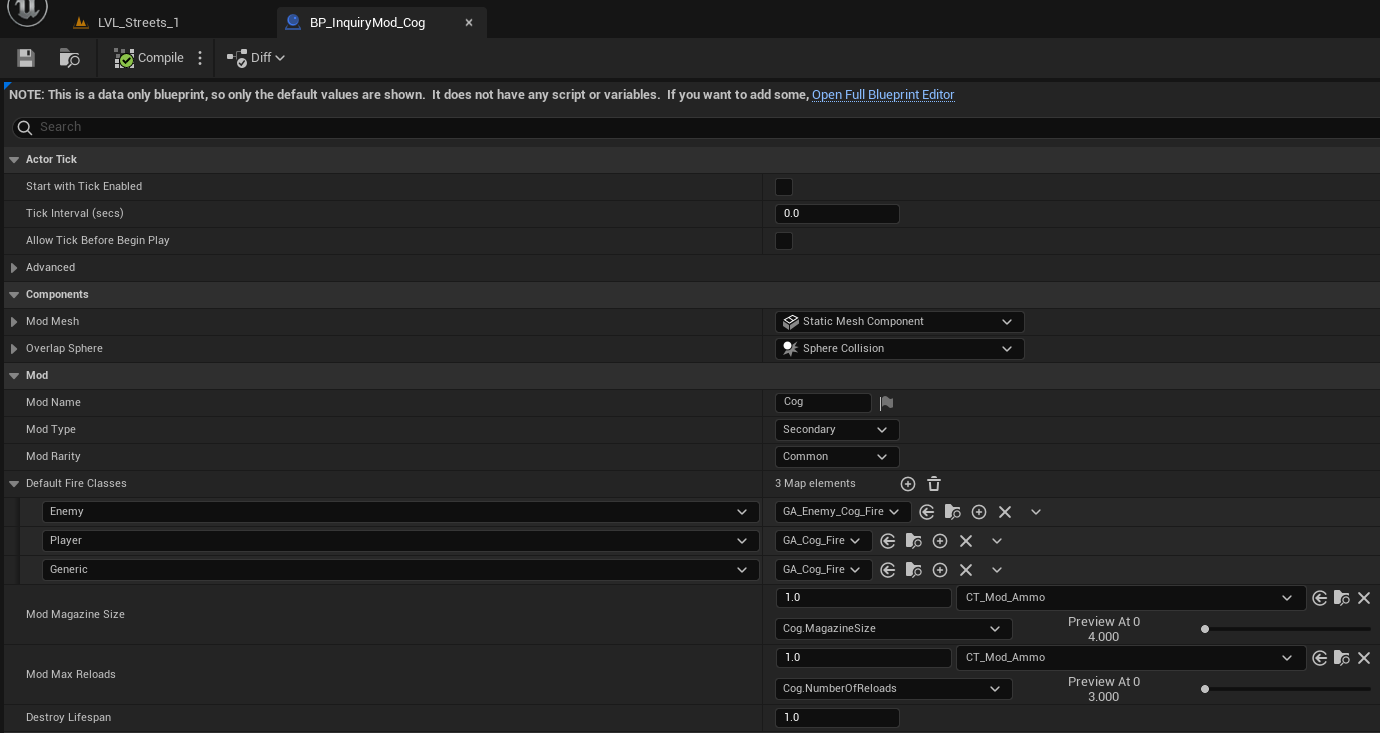 LVL_Streets_1
BP_InquiryMod_Cog
Compile
Diff
NOTE: This is a data only blueprint, so only the default values are shown.  It does not have any script or variables.  If you want to add some, Open Full Blueprint Editor
Search
Actor Tick
Start with Tick Enabled
Tick Interval (secs)
0.0
Allow Tick Before Begin Play
Advanced
Components
Mod Mesh
Static Mesh Component
Overlap Sphere
Sphere Collision
Mod
Mod Name
Cog
Mod Type
Secondary
Mod Rarity
Common
Default Fire Classes
3 Map elements
Enemy
GA_Enemy_Cog_Fire
Player
GA_Cog_Fire
Generic
GA_Cog_Fire
Mod Magazine Size
1.0
CT_Mod_Ammo
Cog.MagazineSize
Preview At 0
4.000
Mod Max Reloads
1.0
CT_Mod_Ammo
Cog.NumberOfReloads
Preview At 0
3.000
Destroy Lifespan
1.0